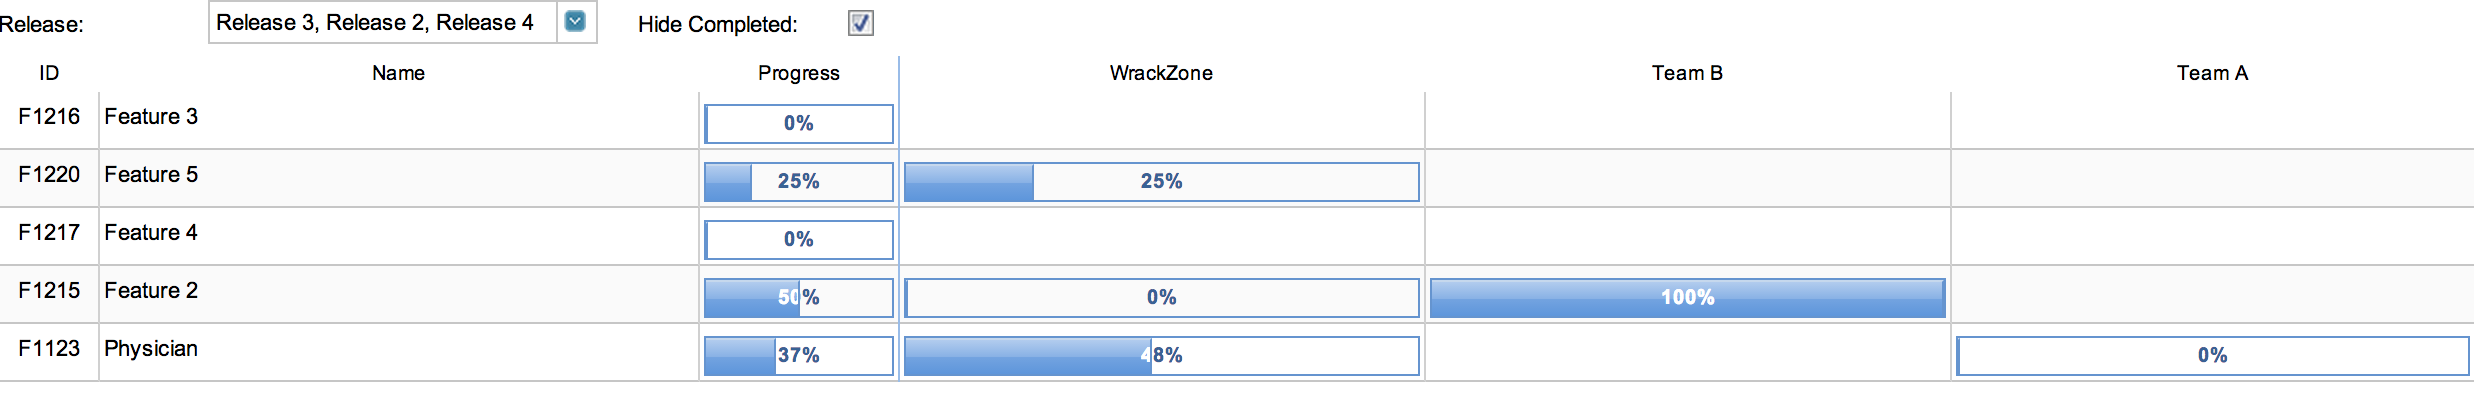 Release: Release 3, Release 2, Release 4 Hide Completed:
ID Name Progress WrackZone Team B Team A
F1216 Feature 3 0%
F1220 Feature 5 25% 25%
F1217 Feature 4 0%
F1215 Feature 2 50% 0% 100%
F1123 Physician 37% 48% 0%